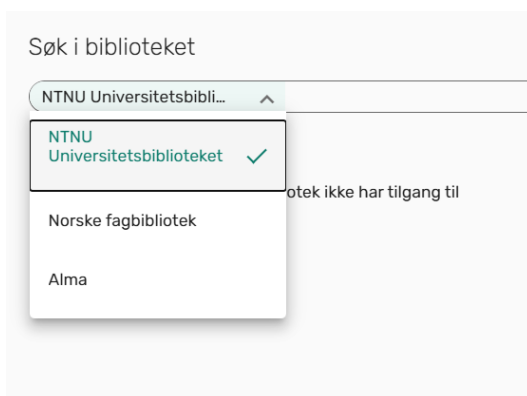 Søk i biblioteket
NTNU Universitetsbibli...
NTNU
Universitetsbiblioteket
otek ikke har tilgang til
Norske fagbibliotek
Alma